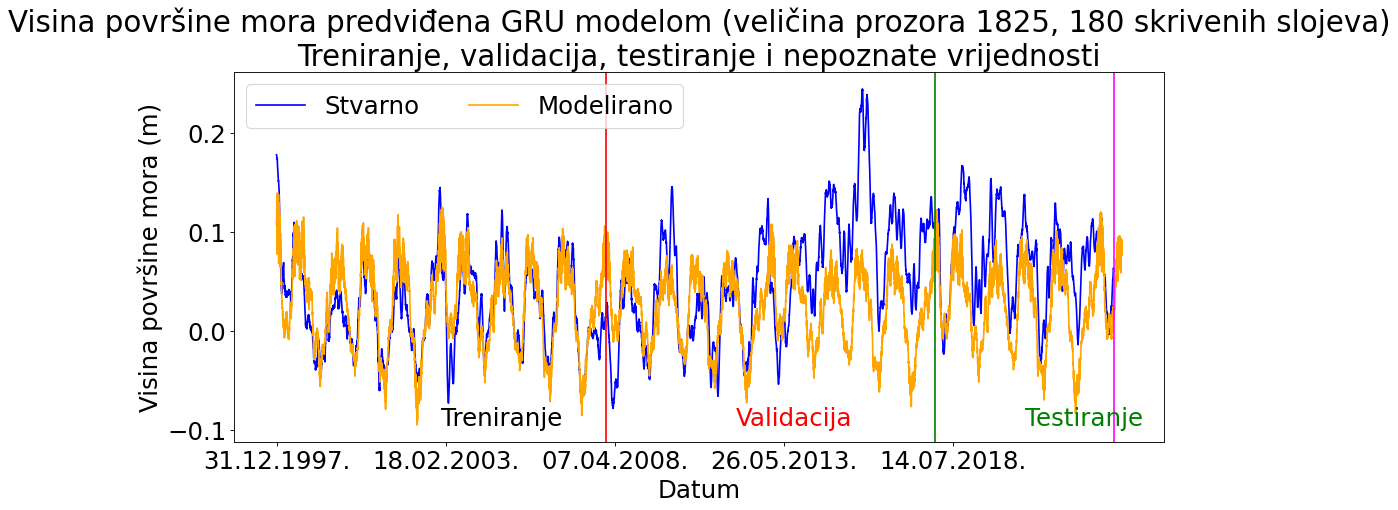 Visina površine mora predviđena GRU modelom (veličina prozora 1825, 180 skrivenih slojeva)
Treniranje, validacija, testiranje i nepoznate vrijednosti
Stvarno
Modelirano
Visina površine mora (m)
0.2
0.1
0.0
−0.1
Treniranje
Validacija
Testiranje
31.12.1997.
18.02.2003.
07.04.2008.
26.05.2013.
14.07.2018.
Datum